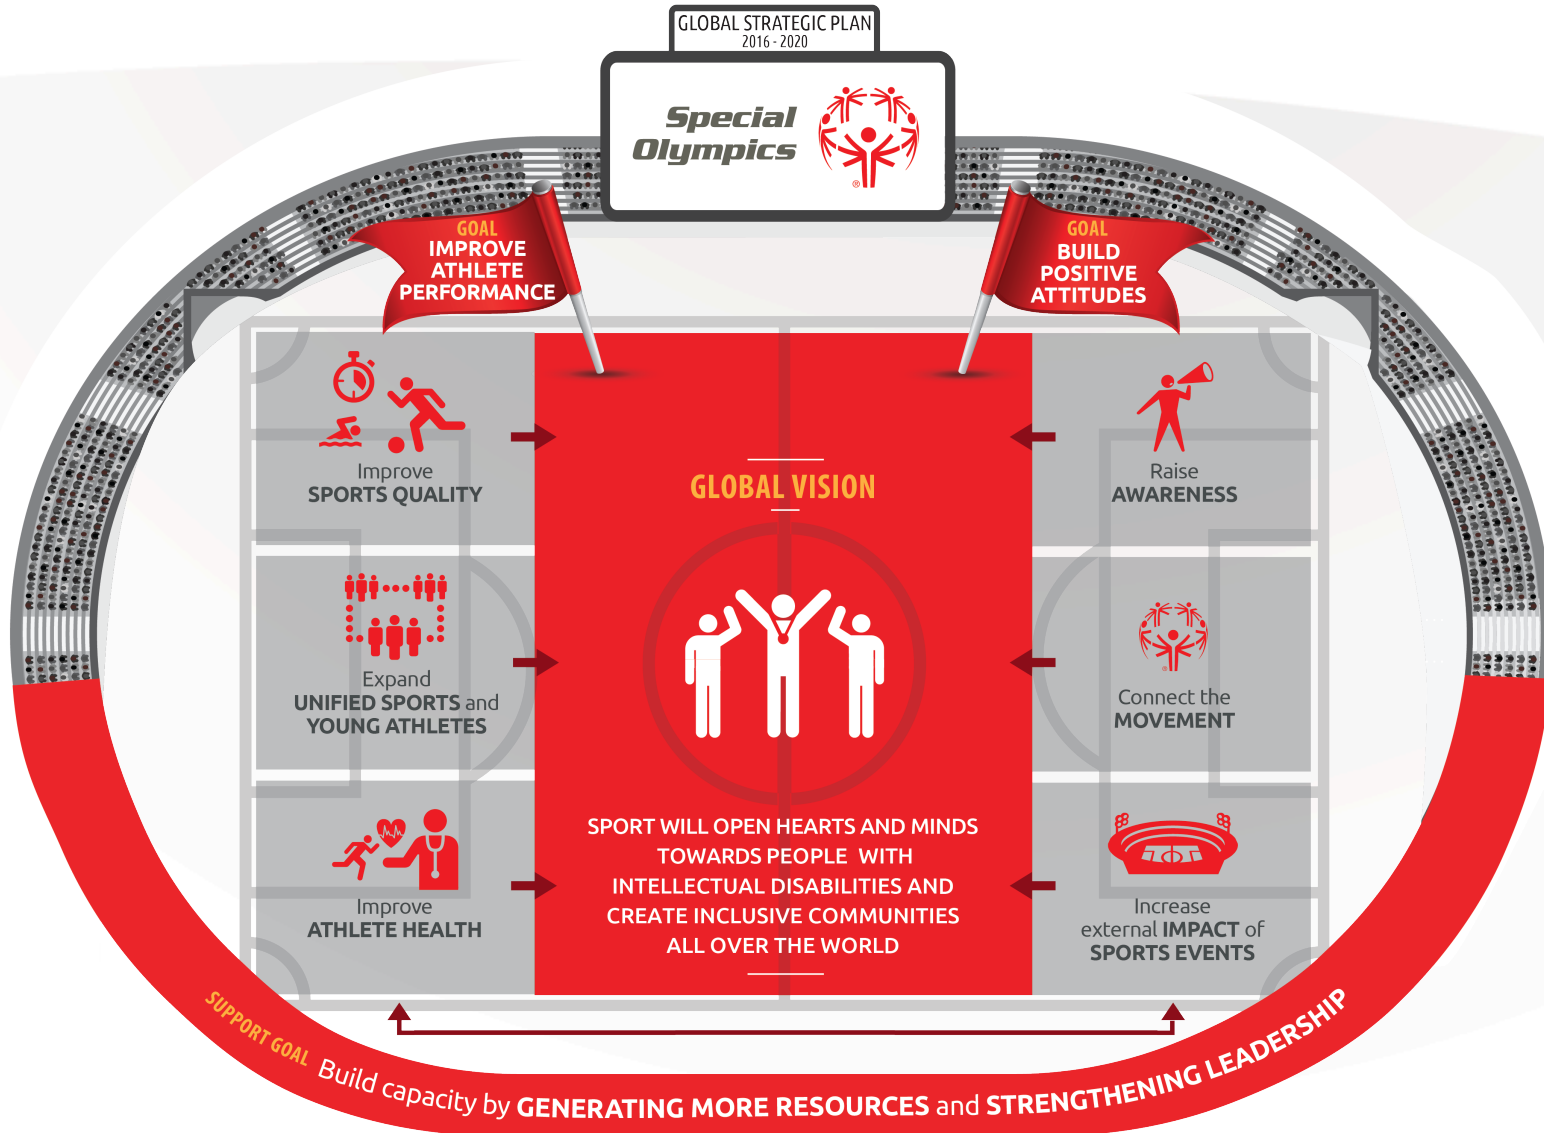 GLOBAL STRATEGIC PLAN
2016 - 2020
Special
Olympics
®
GOAL
IMPROVE
ATHLETE
PERFORMANCE
GOAL
BUILD
POSITIVE
ATTITUDES
Improve
SPORTS QUALITY
Expand
UNIFIED SPORTS and
YOUNG ATHLETES
Improve
ATHLETE HEALTH
GLOBAL VISION
SPORT WILL OPEN HEARTS AND MINDS
TOWARDS PEOPLE WITH
INTELLECTUAL DISABILITIES AND
CREATE INCLUSIVE COMMUNITIES
ALL OVER THE WORLD
Raise
AWARENESS
®
Connect the
MOVEMENT
Increase
external IMPACT of
SPORTS EVENTS
SUPPORT GOAL Build capacity by GENERATING MORE RESOURCES and STRENGTHENING LEADERSHIP